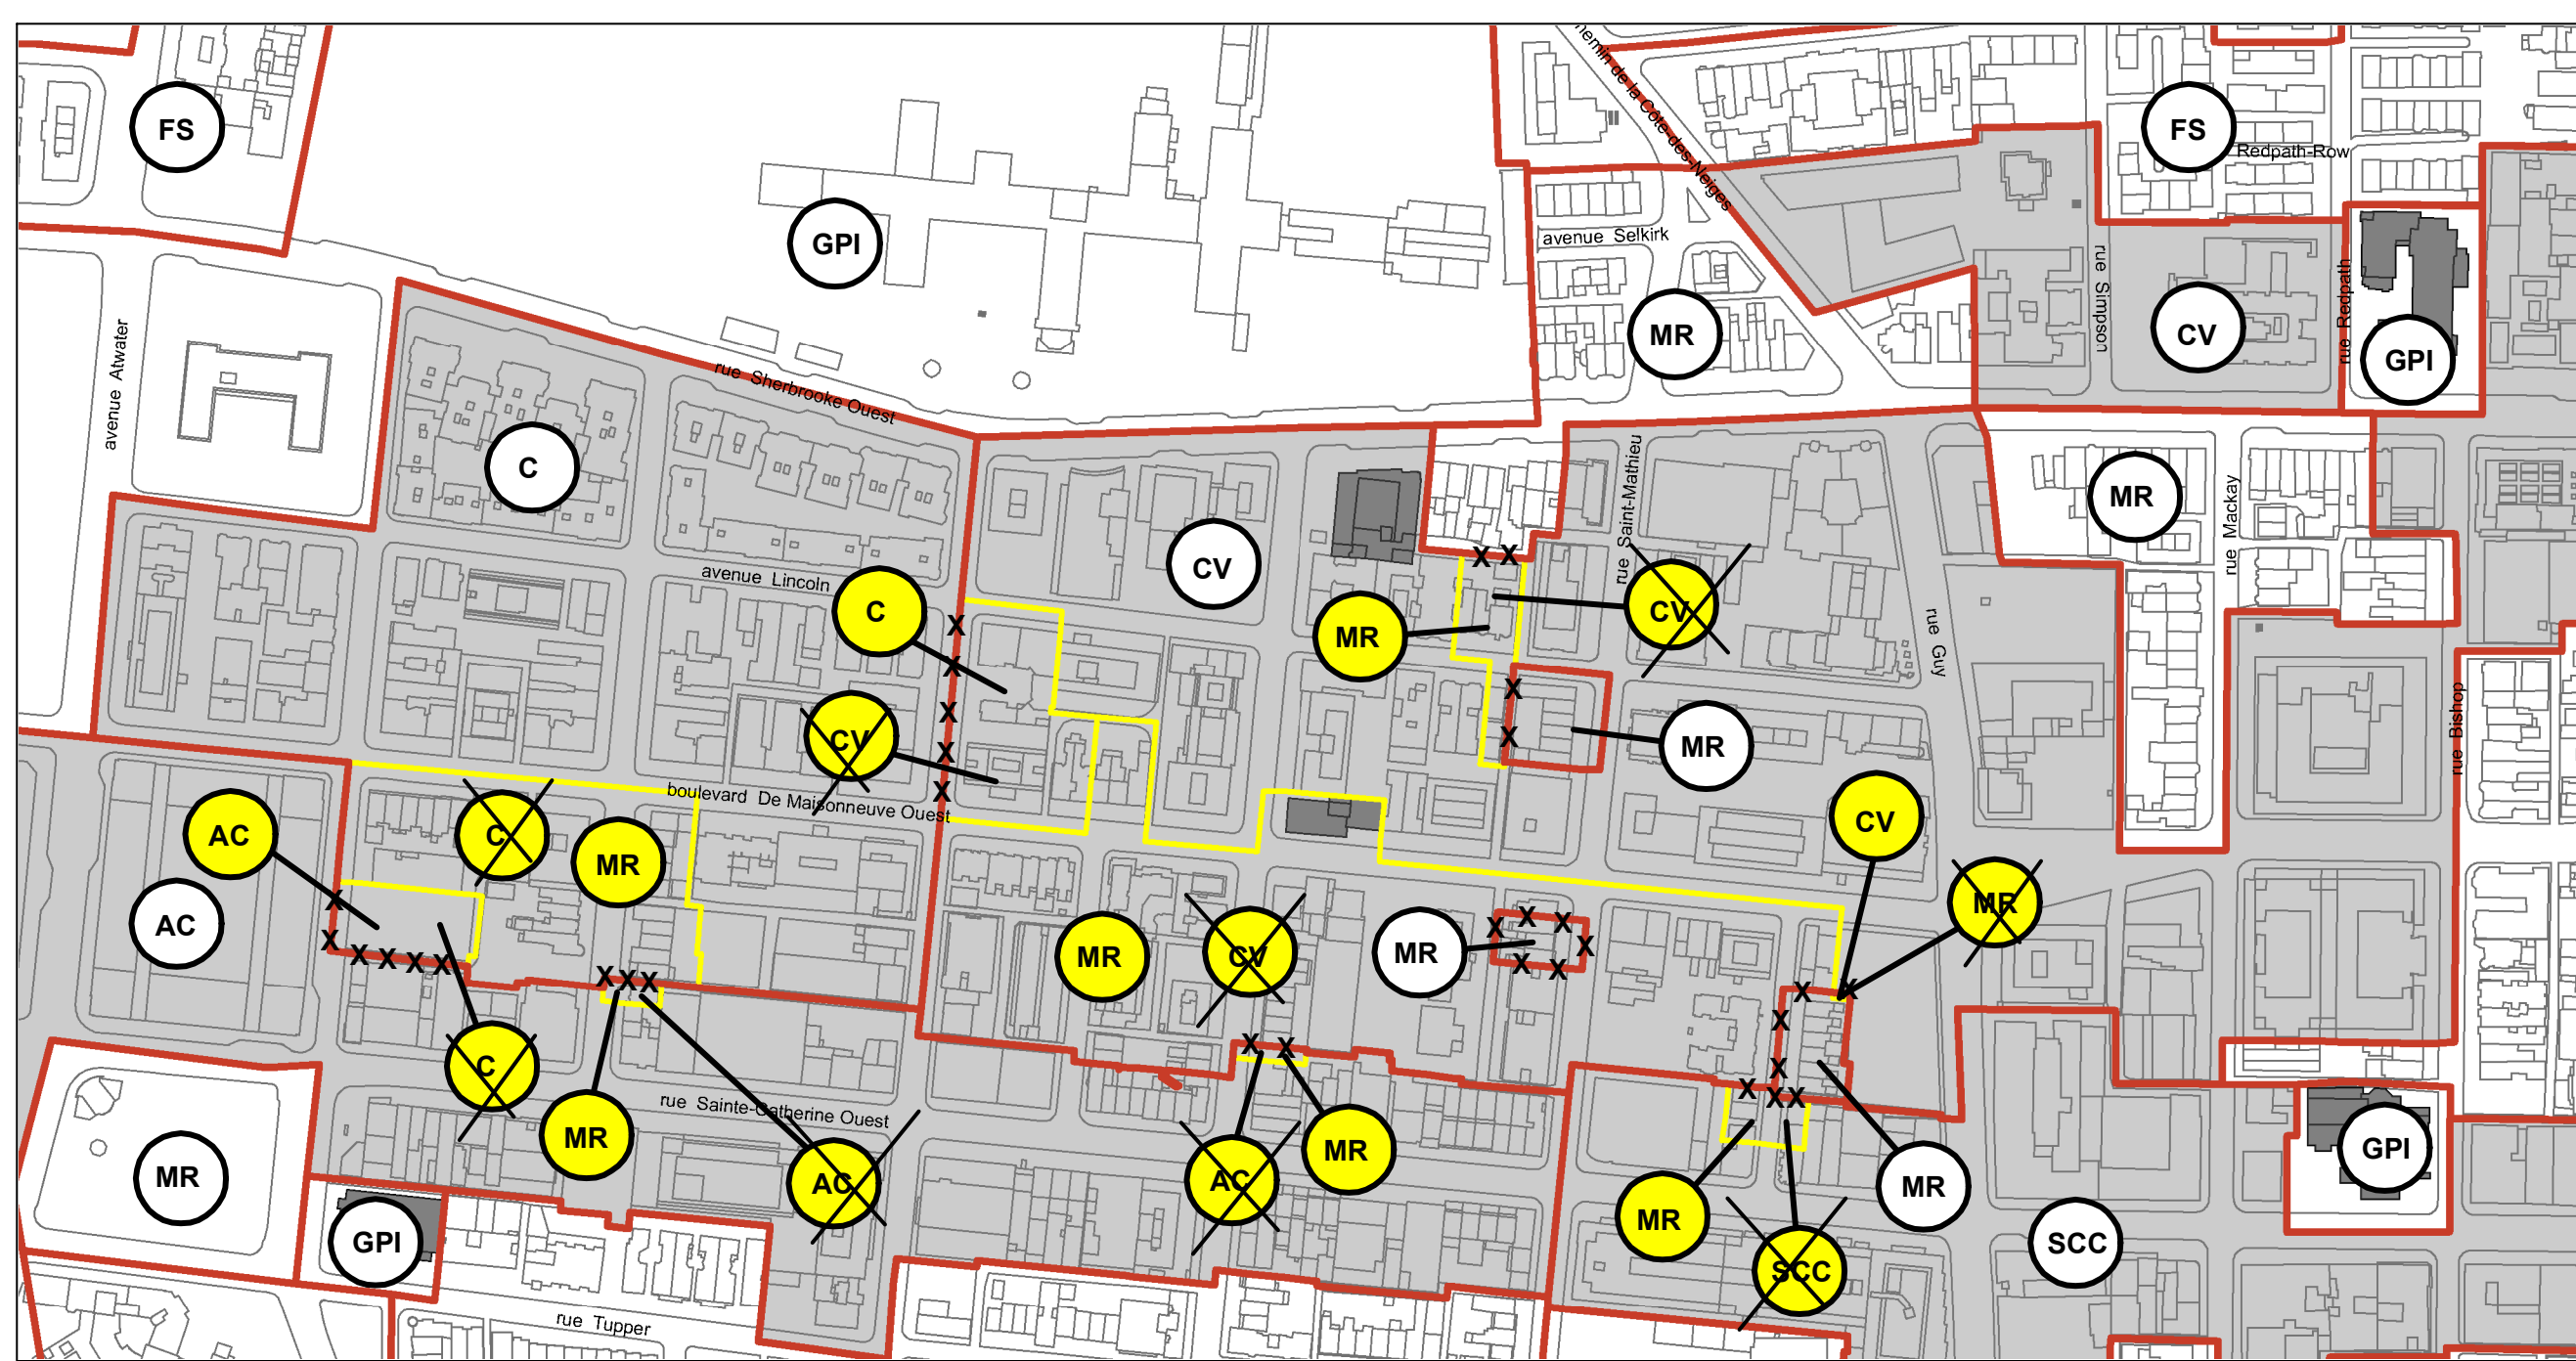 chemin de la Côte-des-Neiges
FS
FS
Redpath-Row
avenue Selkirk
GPI
rue Simpson
rue Redpath
MR
CV
GPI
avenue Atwater
rue Sherbrooke Ouest
C
rue Saint-Mathieu
rue Mackay
MR
CV
X X
avenue Lincoln
C
X
CV
MR
rue Guy
X
X
X
CV
X
X
MR
rue Bishop
X
X
boulevard De Maisonneuve Ouest
AC
C
MR
CV
AC
X
MR
CV
MR
X X X
X
X X
MR
X
X X X X
X X X
X X
X
X X
X
X
X X X
C
MR
rue Sainte-Catherine Ouest
AC
AC
MR
MR
GPI
MR
MR
SCC
SCC
GPI
rue Tupper